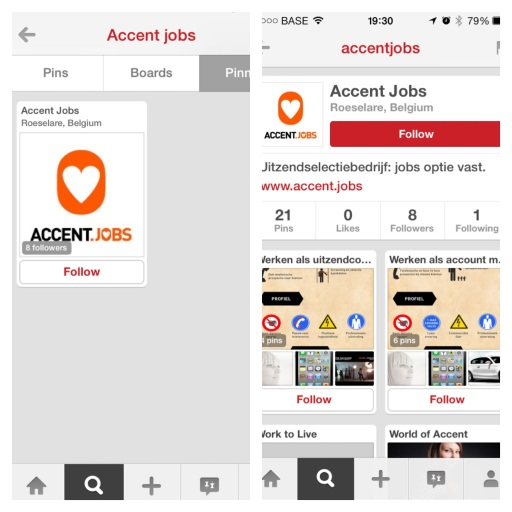 Accent jobs
Pins
Boards
Pinn
Accent Jobs
Roeselare, Belgium
ACCENT.JOBS
8 followers
Follow
BASE
19:30
79%
accentjobs
Accent Jobs
Roeselare, Belgium
ACCENT.JOBS
Follow
Uitzendselectiebedrijf: jobs optie vast.
www.accent.jobs
21
Pins
0
Likes
8
Followers
1
Following
Werken als uitzendco...
PROFIEL
pins
Follow
Werken als account m.
PROFIEL
6 pins
Follow
Work to Live
World of Accent